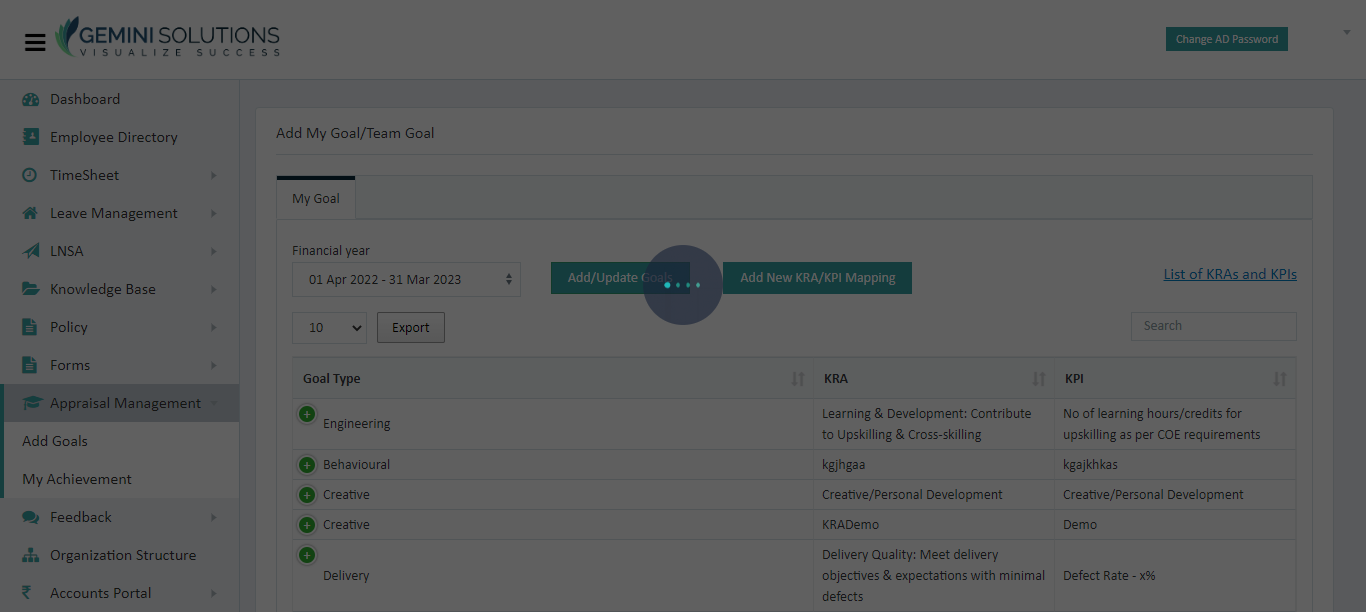 GEMINI SOLUTIONS
VISUALIZE SUCCESS
Change AD Password
Dashboard
Employee Directory
TimeSheet
Leave Management
LNSA
Knowledge Base
Policy
Forms
Appraisal Management
Add Goals
My Achievement
Feedback
Organization Structure
₹ Accounts Portal
Add My Goal/Team Goal
My Goal
Financial year
01 Apr 2022 - 31 Mar 2023
Add/Update Goals
Add New KRA/KPI Mapping
List of KRAs and KPIs
10
Export
Search
Goal Type KRA KPI
Engineering
Learning & Development: Contribute
to Upskilling & Cross-skilling
No of learning hours/credits for
upskilling as per COE requirements
Behavioural kgjhgaa kgajkhkas
Creative Creative/Personal Development Creative/Personal Development
Creative KRADemo Demo
Delivery
Delivery Quality: Meet delivery
objectives & expectations with minimal
defects
Defect Rate - x%